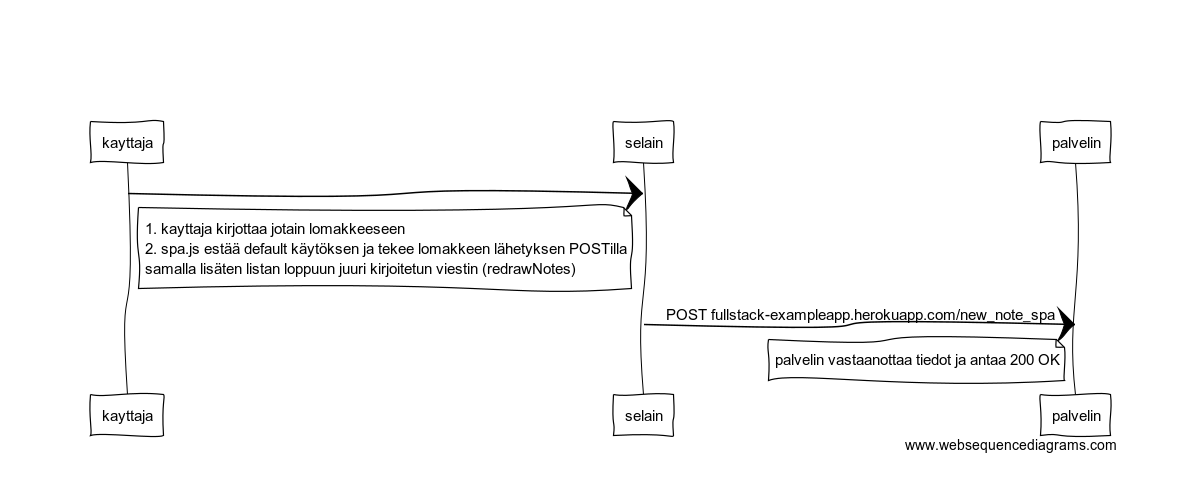 kayttaja
selain
palvelin
1. kayttaja kirjottaa jotain lomakkeeseen
2. spa.js estää default käytöksen ja tekee lomakkeen lähetyksen POSTilla
samalla lisäten listan loppuun juuri kirjoitetun viestin (redrawNotes)
POST fullstack-exampleapp.herokuapp.com/new_note_spa
palvelin vastaanottaa tiedot ja antaa 200 OK
kayttaja
selain
palvelin
www.websequencediagrams.com